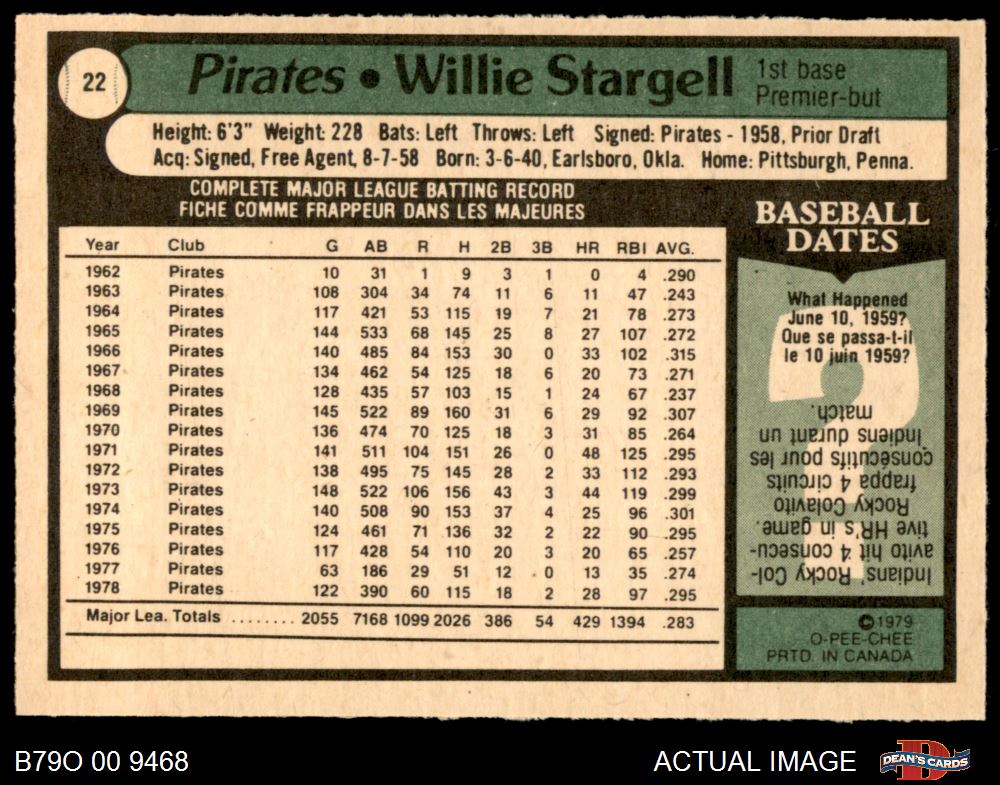 22
Pirates • Willie Stargell
1st base
Premier-but
Height: 6'3" Weight: 228 Bats: Left Throws: Left Signed: Pirates - 1958, Prior Draft
Acq: Signed, Free Agent, 8-7-58 Born: 3-6-40, Earlsboro, Okla. Home: Pittsburgh, Penna.
COMPLETE MAJOR LEAGUE BATTING RECORD
FICHE COMME FRAPPEUR DANS LES MAJEURES
Year Club G AB R H 2B 3B HR RBI AVG.
1962 Pirates 10 31 1 9 3 1 0 4 .290
1963 Pirates 108 304 34 74 11 6 11 47 .243
1964 Pirates 117 421 53 115 19 7 21 78 .273
1965 Pirates 144 533 68 145 25 8 27 107 .272
1966 Pirates 140 485 84 153 30 0 33 102 .315
1967 Pirates 134 462 54 125 18 6 20 73 .271
1968 Pirates 128 435 57 103 15 1 24 67 .237
1969 Pirates 145 522 89 160 31 6 29 92 .307
1970 Pirates 136 474 70 125 18 3 31 85 .264
1971 Pirates 141 511 104 151 26 0 48 125 .295
1972 Pirates 138 495 75 145 28 2 33 112 .293
1973 Pirates 148 522 106 156 43 3 44 119 .299
1974 Pirates 140 508 90 153 37 4 25 96 .301
1975 Pirates 124 461 71 136 32 2 22 90 .295
1976 Pirates 117 428 54 110 20 3 20 65 .257
1977 Pirates 63 186 29 51 12 0 13 35 .274
1978 Pirates 122 390 60 115 18 2 28 97 .295
Major Lea. Totals ........ 2055 7168 1099 2026 386 54 429 1394 .283
BASEBALL
DATES
What Happened
June 10, 1959?
Que se passa-t-il
le 10 juin 1959?
Indians' Rocky Col-
avito hit 4 consecu-
tive HR's in game.
Rocky Colavito
frappa 4 circuits
consécutifs pour les
Indiens durant un
match.
©1979
O-PEE-CHEE
PRTD. IN CANADA
B79O 00 9468
ACTUAL IMAGE
D
DEAN'S CARDS